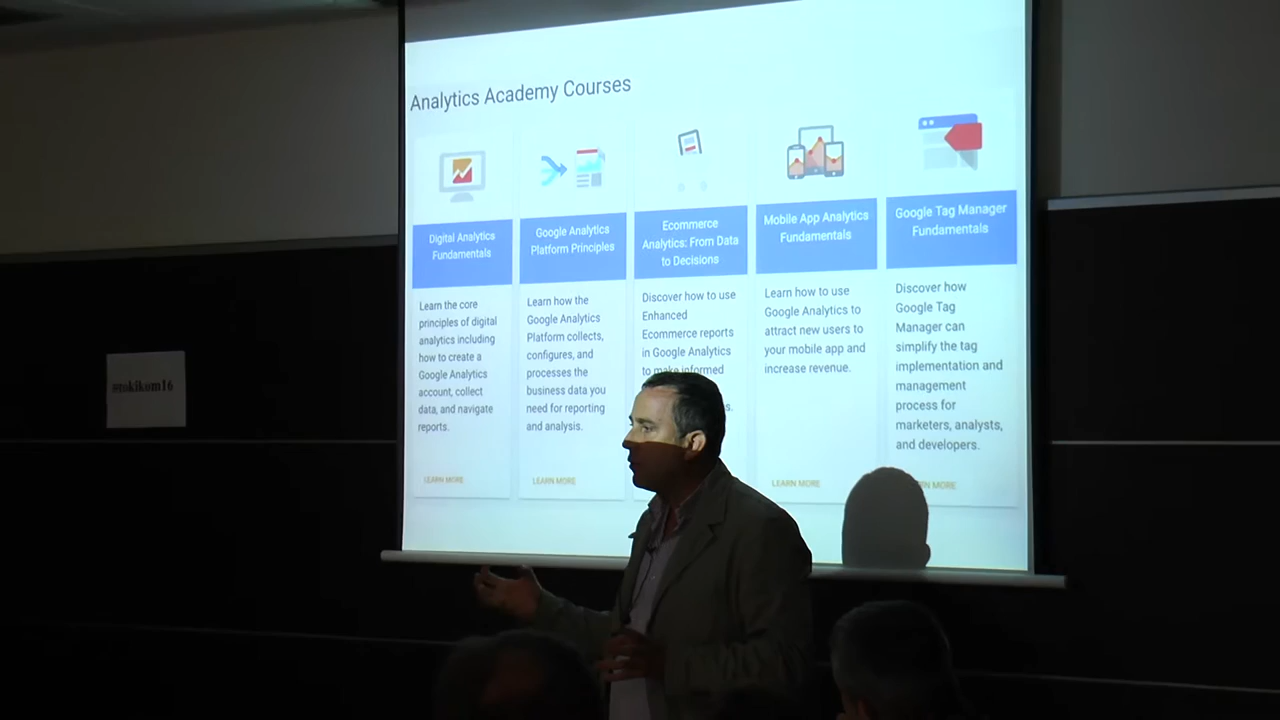 Analytics Academy Courses
Digital Analytics
Fundamentals
Learn the core
principles of digital
analytics including
how to create a
Google Analytics
account, collect
data, and navigate
reports.
LEARN MORE
Google Analytics
Platform Principles
Learn how the
Google Analytics
Platform collects,
configures, and
processes the
business data you
need for reporting
and analysis.
LEARN MORE
Ecommerce
Analytics: From Data
to Decisions
Discover how to use
Enhanced
Ecommerce reports
in Google Analytics
to make informed
s.
Mobile App Analytics
Fundamentals
Learn how to use
Google Analytics to
attract new users to
your mobile app and
increase revenue.
LEARN MORE
Google Tag Manager
Fundamentals
Discover how
Google Tag
Manager can
simplify the tag
implementation and
management
process for
marketers, analysts,
and developers.
MORE